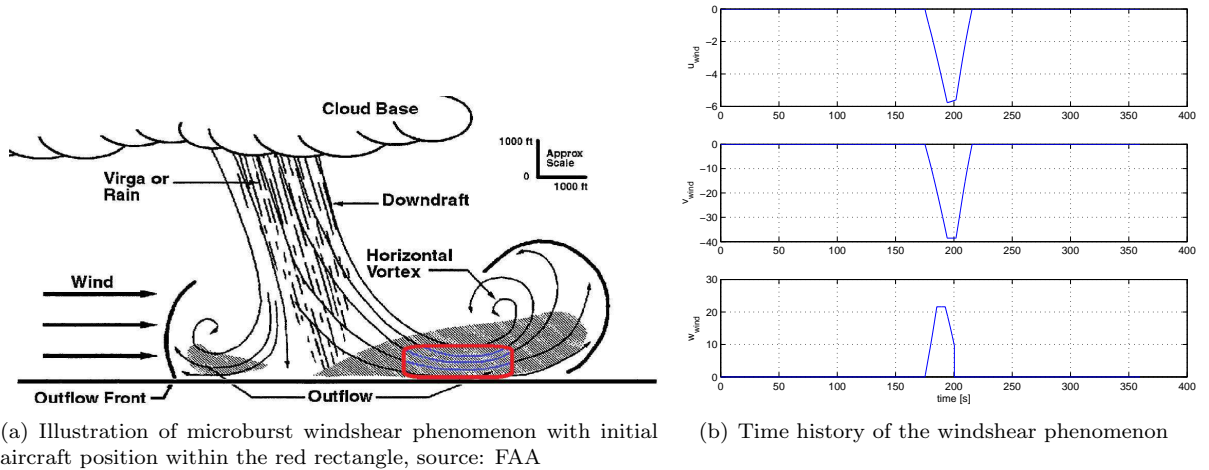 Cloud Base
1000 ft
Approx
Scale
0
1000 ft
Virga or
Rain
Downdraft
Horizontal
Vortex
Wind
Outflow Front
Outflow
(a) Illustration of microburst windshear phenomenon with initial
aircraft position within the red rectangle, source: FAA
0
−2
−4
−6
u_wind
0 50 100 150 200 250 300 350 400
0
−10
−20
−30
−40
v_wind
0 50 100 150 200 250 300 350 400
30
20
10
0
w_wind
0 50 100 150 200 250 300 350 400
time [s]
(b) Time history of the windshear phenomenon